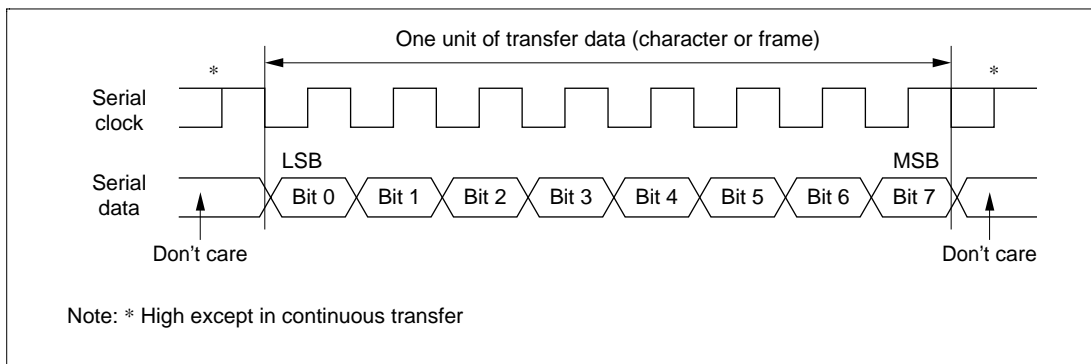 One unit of transfer data (character or frame)
* *
Serial
clock
LSB MSB
Serial
data
Bit 0 Bit 1 Bit 2 Bit 3 Bit 4 Bit 5 Bit 6 Bit 7
Don’t care Don’t care
Note: * High except in continuous transfer